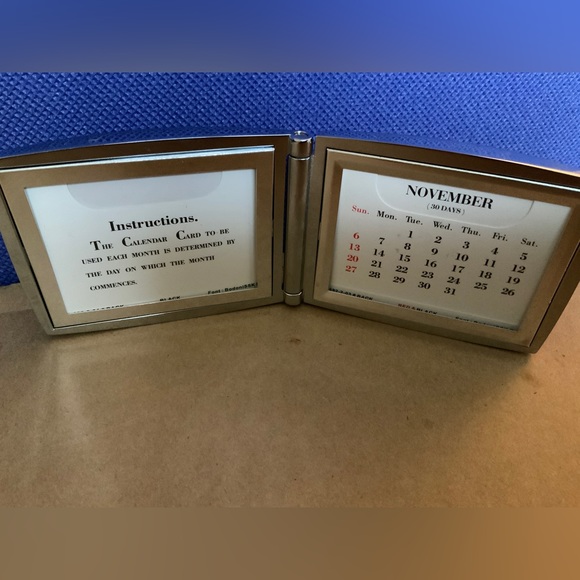 Instructions.
THE CALENDAR CARD TO BE
USED EACH MONTH IS DETERMINED BY
THE DAY ON WHICH THE MONTH
COMMENCES.
NOVEMBER
( 30 DAYS )
Sun. Mon. Tue. Wed. Thu. Fri. Sat.
1 2 3 4 5
6 7 8 9 10 11 12
13 14 15 16 17 18 19
20 21 22 23 24 25 26
27 28 29 30 31